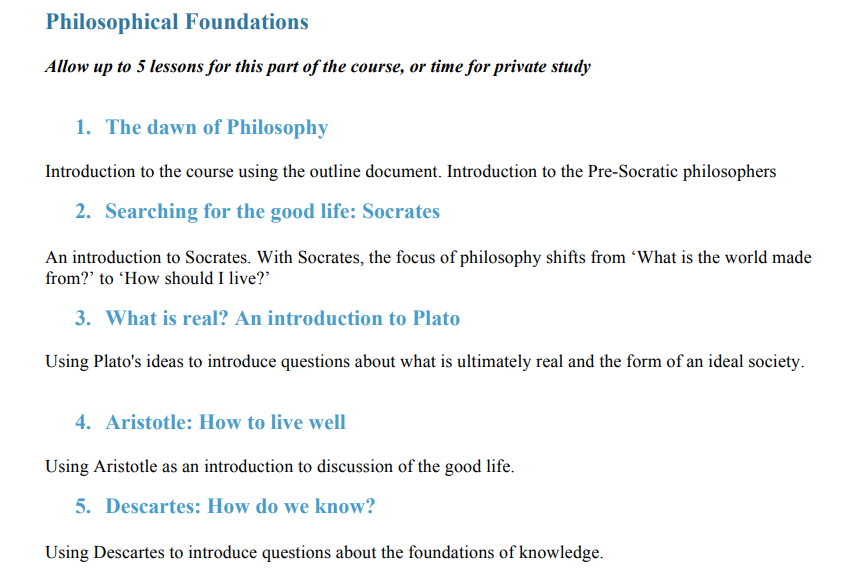 Philosophical Foundations
Allow up to 5 lessons for this part of the course, or time for private study
1. The dawn of Philosophy
Introduction to the course using the outline document. Introduction to the Pre-Socratic philosophers
2. Searching for the good life: Socrates
An introduction to Socrates. With Socrates, the focus of philosophy shifts from ‘What is the world made
from?’ to ‘How should I live?’
3. What is real? An introduction to Plato
Using Plato's ideas to introduce questions about what is ultimately real and the form of an ideal society.
4. Aristotle: How to live well
Using Aristotle as an introduction to discussion of the good life.
5. Descartes: How do we know?
Using Descartes to introduce questions about the foundations of knowledge.